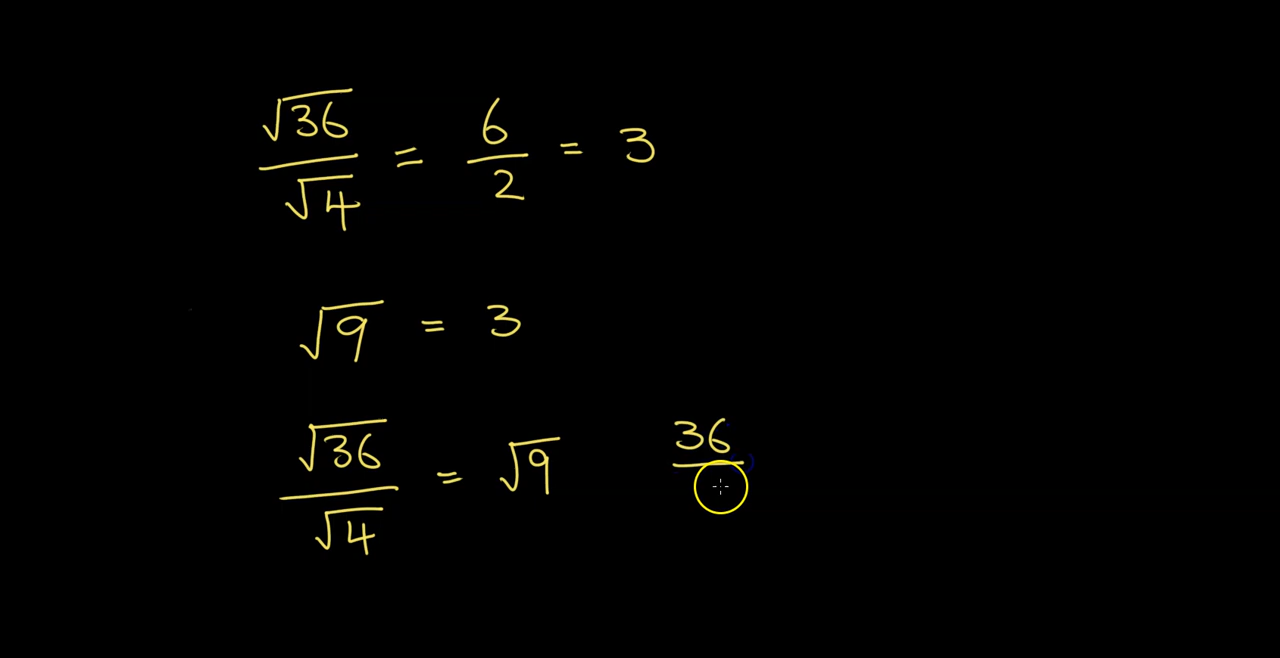 √36/√4 = 6/2 = 3
√9 = 3
√36/√4 = √9 36/